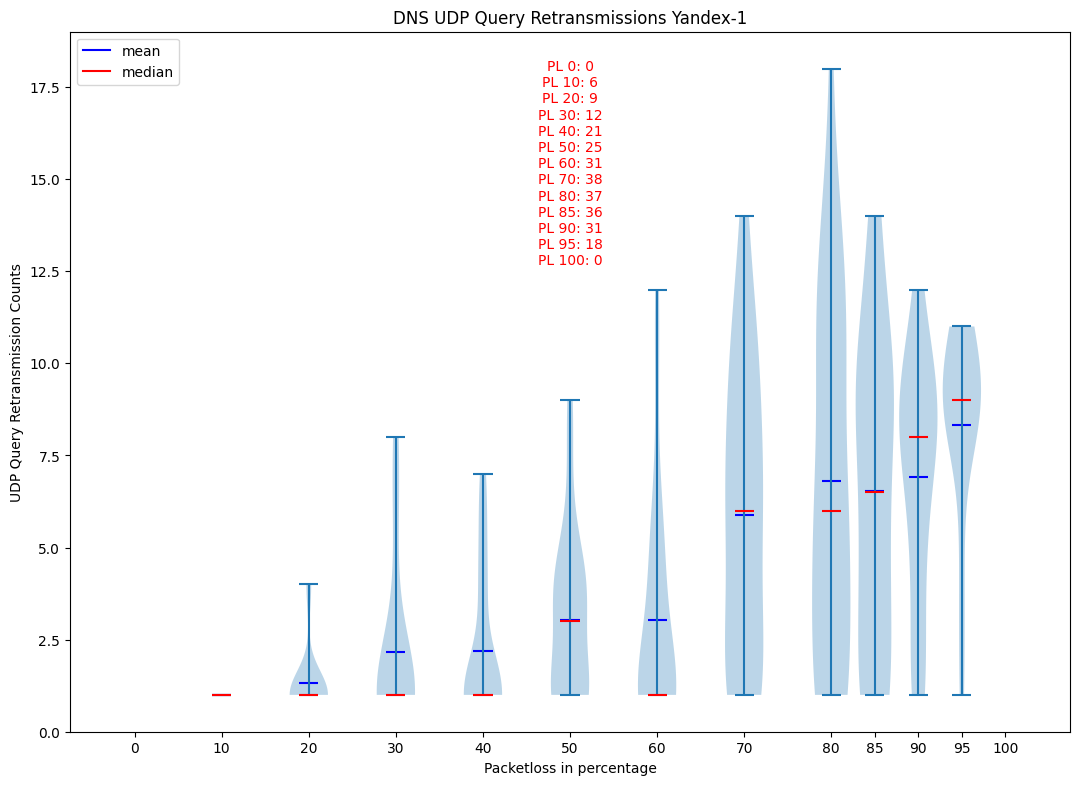 DNS UDP Query Retransmissions Yandex-1
mean
median
PL 0: 0
PL 10: 6
PL 20: 9
PL 30: 12
PL 40: 21
PL 50: 25
PL 60: 31
PL 70: 38
PL 80: 37
PL 85: 36
PL 90: 31
PL 95: 18
PL 100: 0
UDP Query Retransmission Counts
17.5
15.0
12.5
10.0
7.5
5.0
2.5
0.0
0 10 20 30 40 50 60 70 80 85 90 95 100
Packetloss in percentage